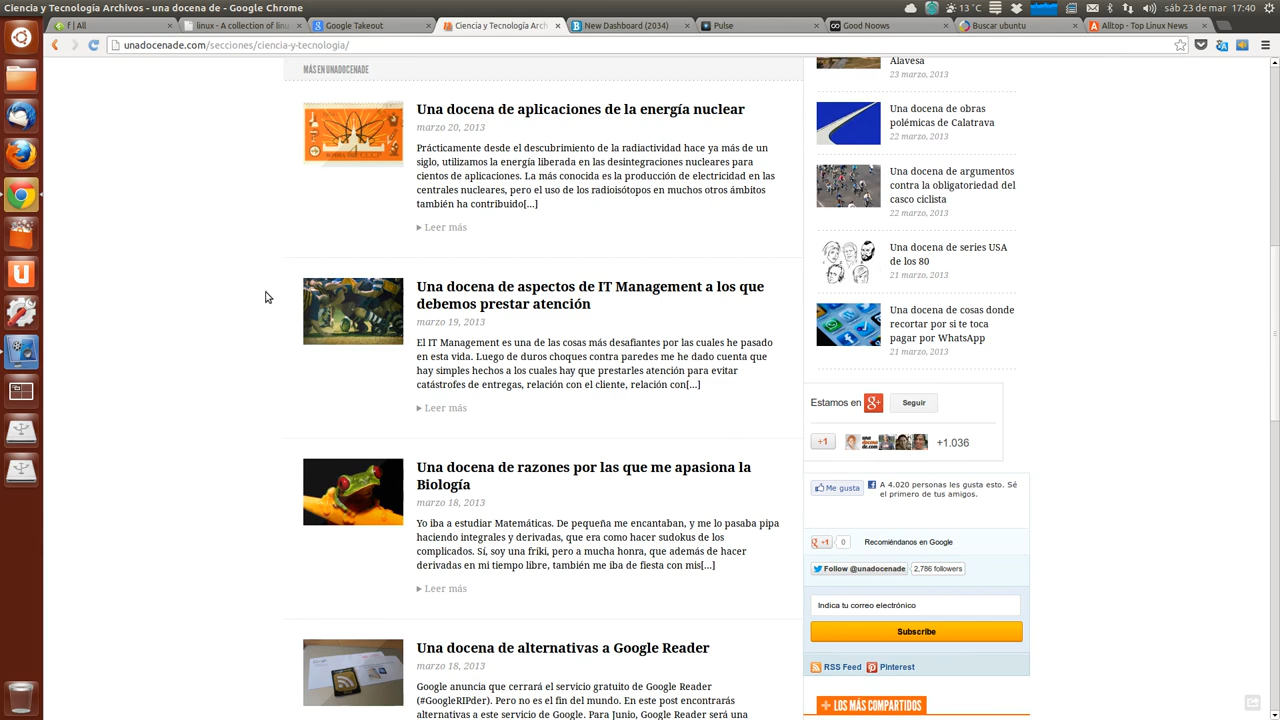 Ciencia y Tecnología Archivos - una docena de - Google Chrome
13°C
17:40
f | All
linux - A collection of linu
Google Takeout
Ciencia y Tecnología Arch
New Dashboard (2034)
Pulse
Good Noows
Buscar ubuntu
Alltop - Top Linux News
unadocenade.com/secciones/ciencia-y-tecnologia/
MÁS EN UNADOCENADE
Una docena de aplicaciones de la energía nuclear
marzo 20, 2013
Prácticamente desde el descubrimiento de la radiactividad hace ya más de un
siglo, utilizamos la energía liberada en las desintegraciones nucleares para
cientos de aplicaciones. La más conocida es la producción de electricidad en las
centrales nucleares, pero el uso de los radioisótopos en muchos otros ámbitos
también ha contribuido[...]
Leer más
Una docena de aspectos de IT Management a los que
debemos prestar atención
marzo 19, 2013
El IT Management es una de las cosas más desafiantes por las cuales he pasado
en esta vida. Luego de duros choques contra paredes me he dado cuenta que
hay simples hechos a los cuales hay que prestarles atención para evitar
catástrofes de entregas, relación con el cliente, relación con[...]
Leer más
Una docena de razones por las que me apasiona la
Biología
marzo 18, 2013
Yo iba a estudiar Matemáticas. De pequeña me encantaban, y me lo pasaba pipa
haciendo integrales y derivadas, que era como hacer sudokus de los
complicados. Sí, soy una friki, pero a mucha honra, que además de hacer
derivadas en mi tiempo libre, también me iba de fiesta con mis[...]
Leer más
Una docena de alternativas a Google Reader
marzo 18, 2013
Google anuncia que cerrará el servicio gratuito de Google Reader
(#GoogleRIPder). Pero no es el fin del mundo. En este post encontrarás
alternativas a este servicio de Google. Para Junio, Google Reader será una
Alavesa
23 marzo, 2013
Una docena de obras
polémicas de Calatrava
22 marzo, 2013
Una docena de argumentos
contra la obligatoriedad del
casco ciclista
22 marzo, 2013
Una docena de series USA
de los 80
21 marzo, 2013
Una docena de cosas donde
recortar por si te toca
pagar por WhatsApp
21 marzo, 2013
Estamos en g+ Seguir
+1 +1.036
Me gusta A 4.020 personas les gusta esto. Sé
el primero de tus amigos.
g +1 0 Recomiéndanos en Google
Follow @unadocenade 2,786 followers
Indica tu correo electrónico
Subscribe
RSS Feed Pinterest
+ LOS MÁS COMPARTIDOS